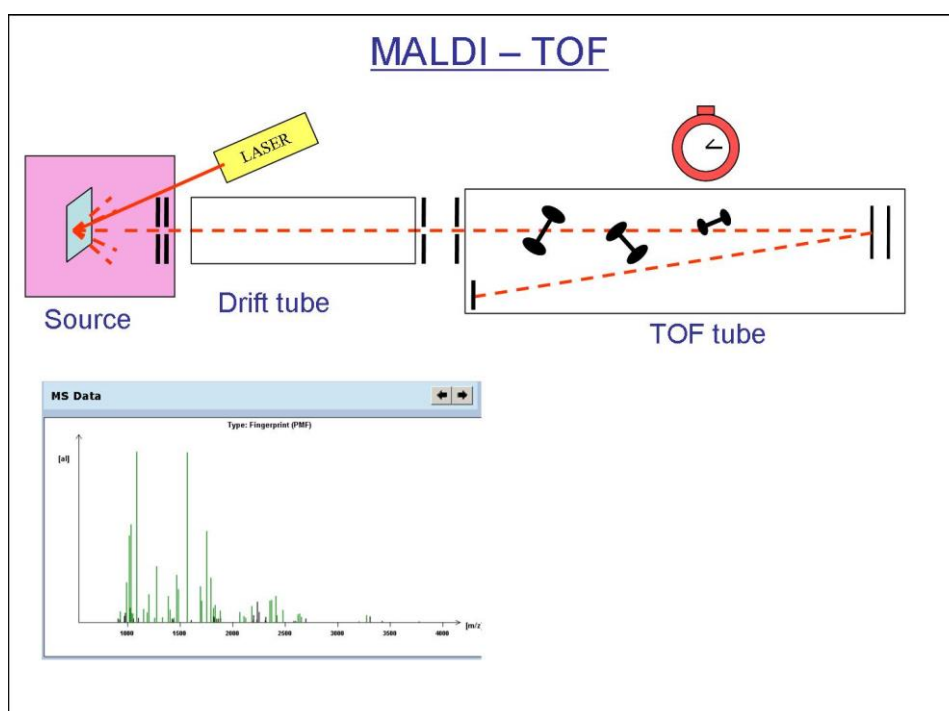 MALDI – TOF
LASER
Source
Drift tube
TOF tube
MS Data
Type: Fingerprint (PMF)
[aI]
1000 1500 2000 2500 3000 3500 4000 [m/z]